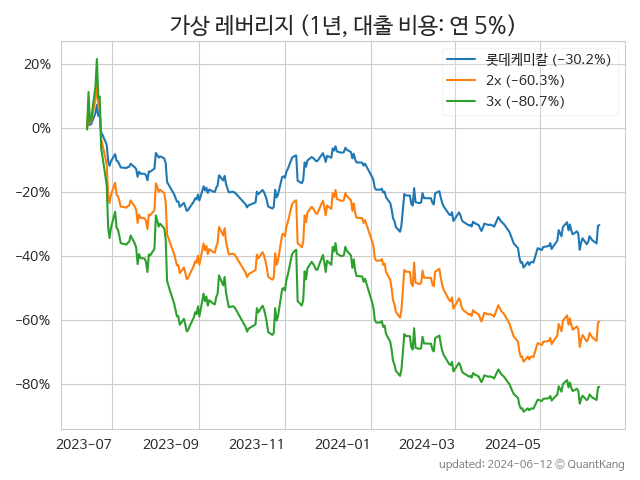 가상 레버리지 (1년, 대출 비용: 연 5%)
롯데케미칼 (−30.2%)
2x (−60.3%)
3x (−80.7%)
20%
0%
−20%
−40%
−60%
−80%
2023-07
2023-09
2023-11
2024-01
2024-03
2024-05
updated: 2024-06-12 © QuantKang